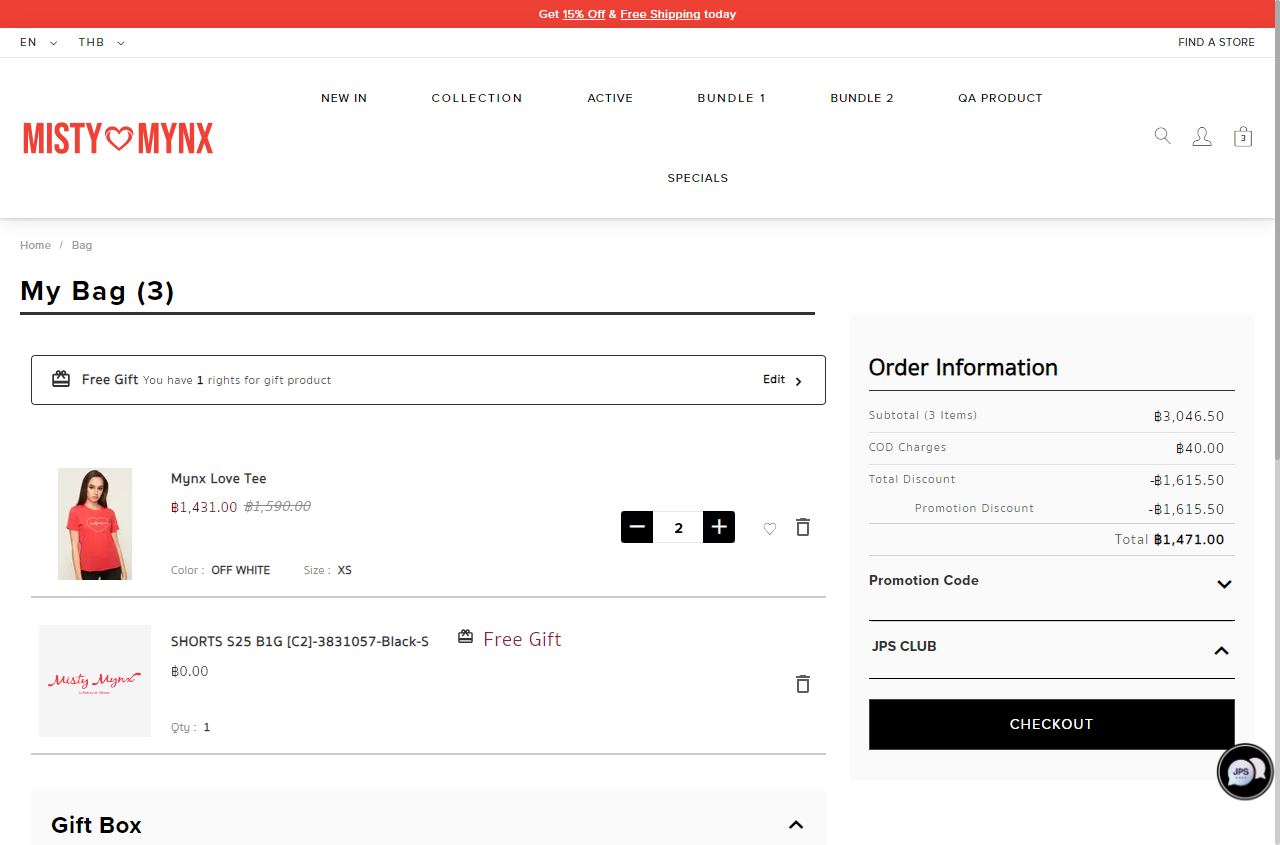 Get 15% Off & Free Shipping today
EN THB FIND A STORE
NEW IN COLLECTION ACTIVE BUNDLE 1 BUNDLE 2 QA PRODUCT
MISTY MYNX
3
SPECIALS
Home / Bag
My Bag (3)
Free Gift You have 1 rights for gift product Edit
Mynx Love Tee
฿1,431.00 ฿1,590.00
2
Color : OFF WHITE Size : XS
SHORTS S25 B1G [C2]-3831057-Black-S Free Gift
฿0.00
Misty Mynx
Qty : 1
Gift Box
Order Information
Subtotal (3 Items) ฿3,046.50
COD Charges ฿40.00
Total Discount -฿1,615.50
Promotion Discount -฿1,615.50
Total ฿1,471.00
Promotion Code
JPS CLUB
CHECKOUT
JPS